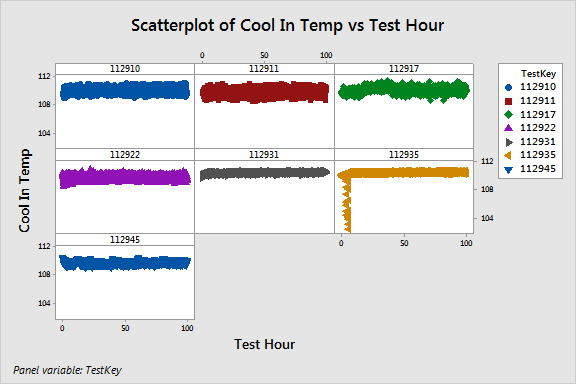 Scatterplot of Cool In Temp vs Test Hour
0 50 100
112910 112911 112917
112 108 104
112922 112931 112935
112 108 104
112945
112 108 104
0 50 100
0 50 100
Cool In Temp
Test Hour
TestKey
112910
112911
112917
112922
112931
112935
112945
Panel variable: TestKey